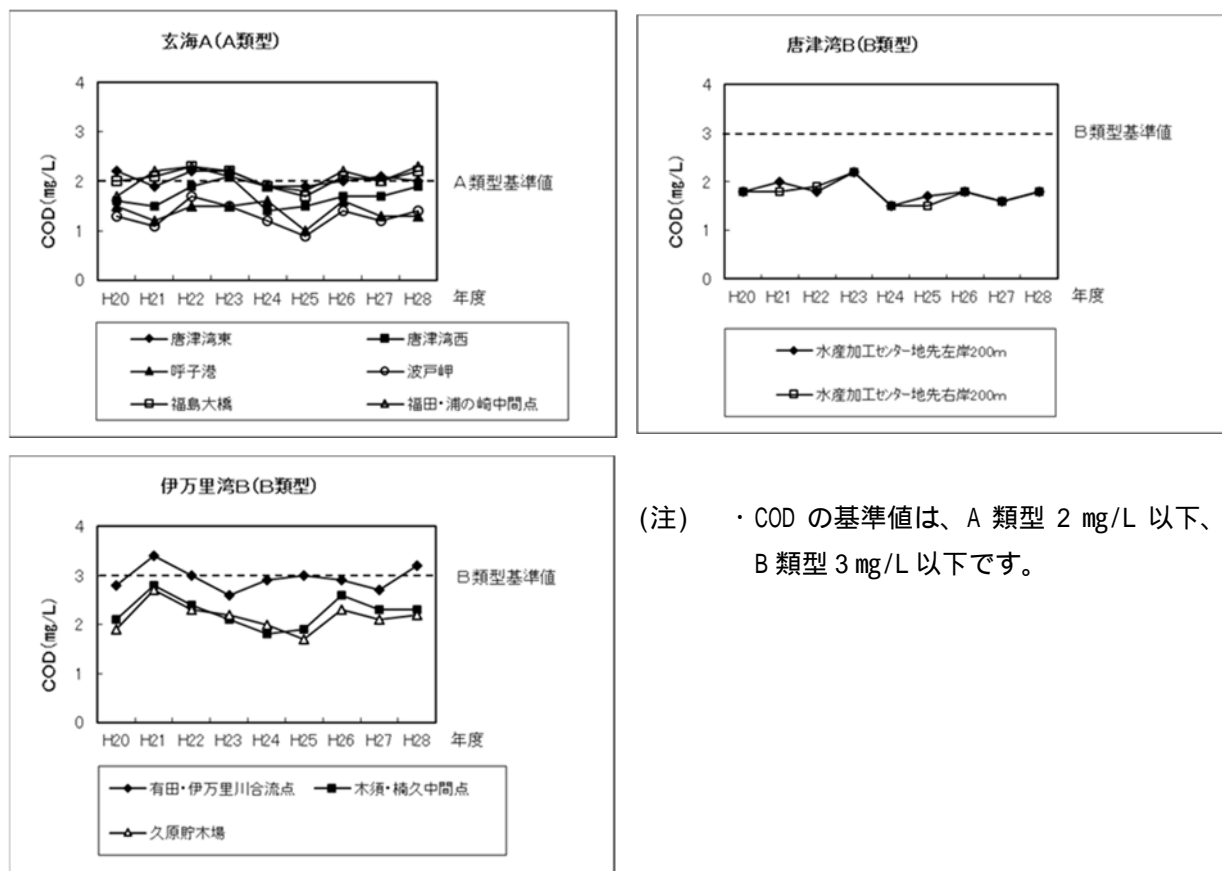 玄海A(A類型)
COD(㎎/L)
4
3
2
1
0
A類型基準値
H20 H21 H22 H23 H24 H25 H26 H27 H28 年度
唐津湾東 唐津湾西
呼子港 波戸岬
福島大橋 福田・浦の崎中間点
唐津湾B(B類型)
COD(㎎/L)
4
3
2
1
0
B類型基準値
H20 H21 H22 H23 H24 H25 H26 H27 H28 年度
水産加工センター地先左岸200m
水産加工センター地先右岸200m
伊万里湾B(B類型)
COD(㎎/L)
4
3
2
1
0
B類型基準値
H20 H21 H22 H23 H24 H25 H26 H27 H28 年度
有田・伊万里川合流点 木須・楠久中間点
久原貯木場
(注) ・COD の基準値は、A 類型 2 ㎎/L 以下、
B 類型 3 ㎎/L 以下です。